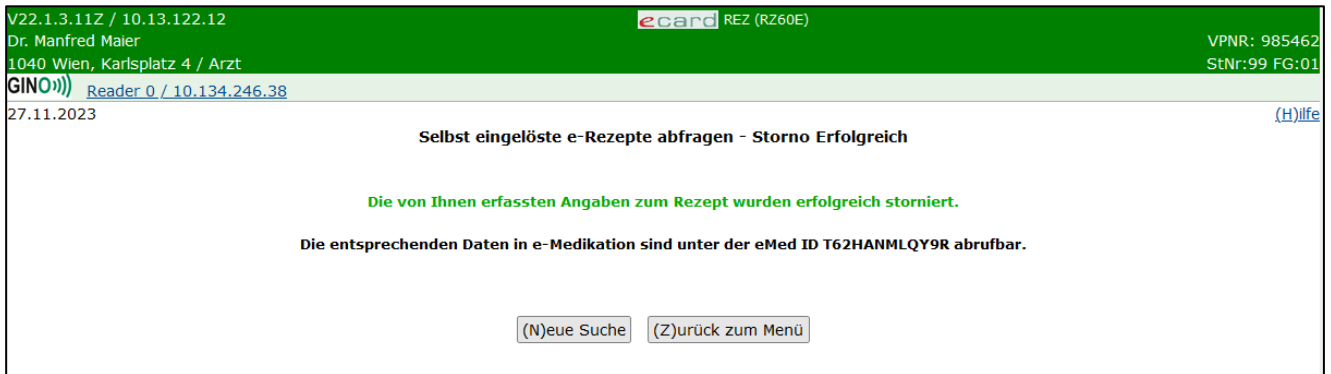 V22.1.3.11Z / 10.13.122.12 ecard REZ (RZ60E)
Dr. Manfred Maier VPNR: 985462
1040 Wien, Karlsplatz 4 / Arzt StNr:99 FG:01
GINO Reader 0 / 10.134.246.38
27.11.2023 (H)ilfe
Selbst eingelöste e-Rezepte abfragen - Storno Erfolgreich
Die von Ihnen erfassten Angaben zum Rezept wurden erfolgreich storniert.
Die entsprechenden Daten in e-Medikation sind unter der eMed ID T62HANMLQY9R abrufbar.
(N)eue Suche (Z)urück zum Menü